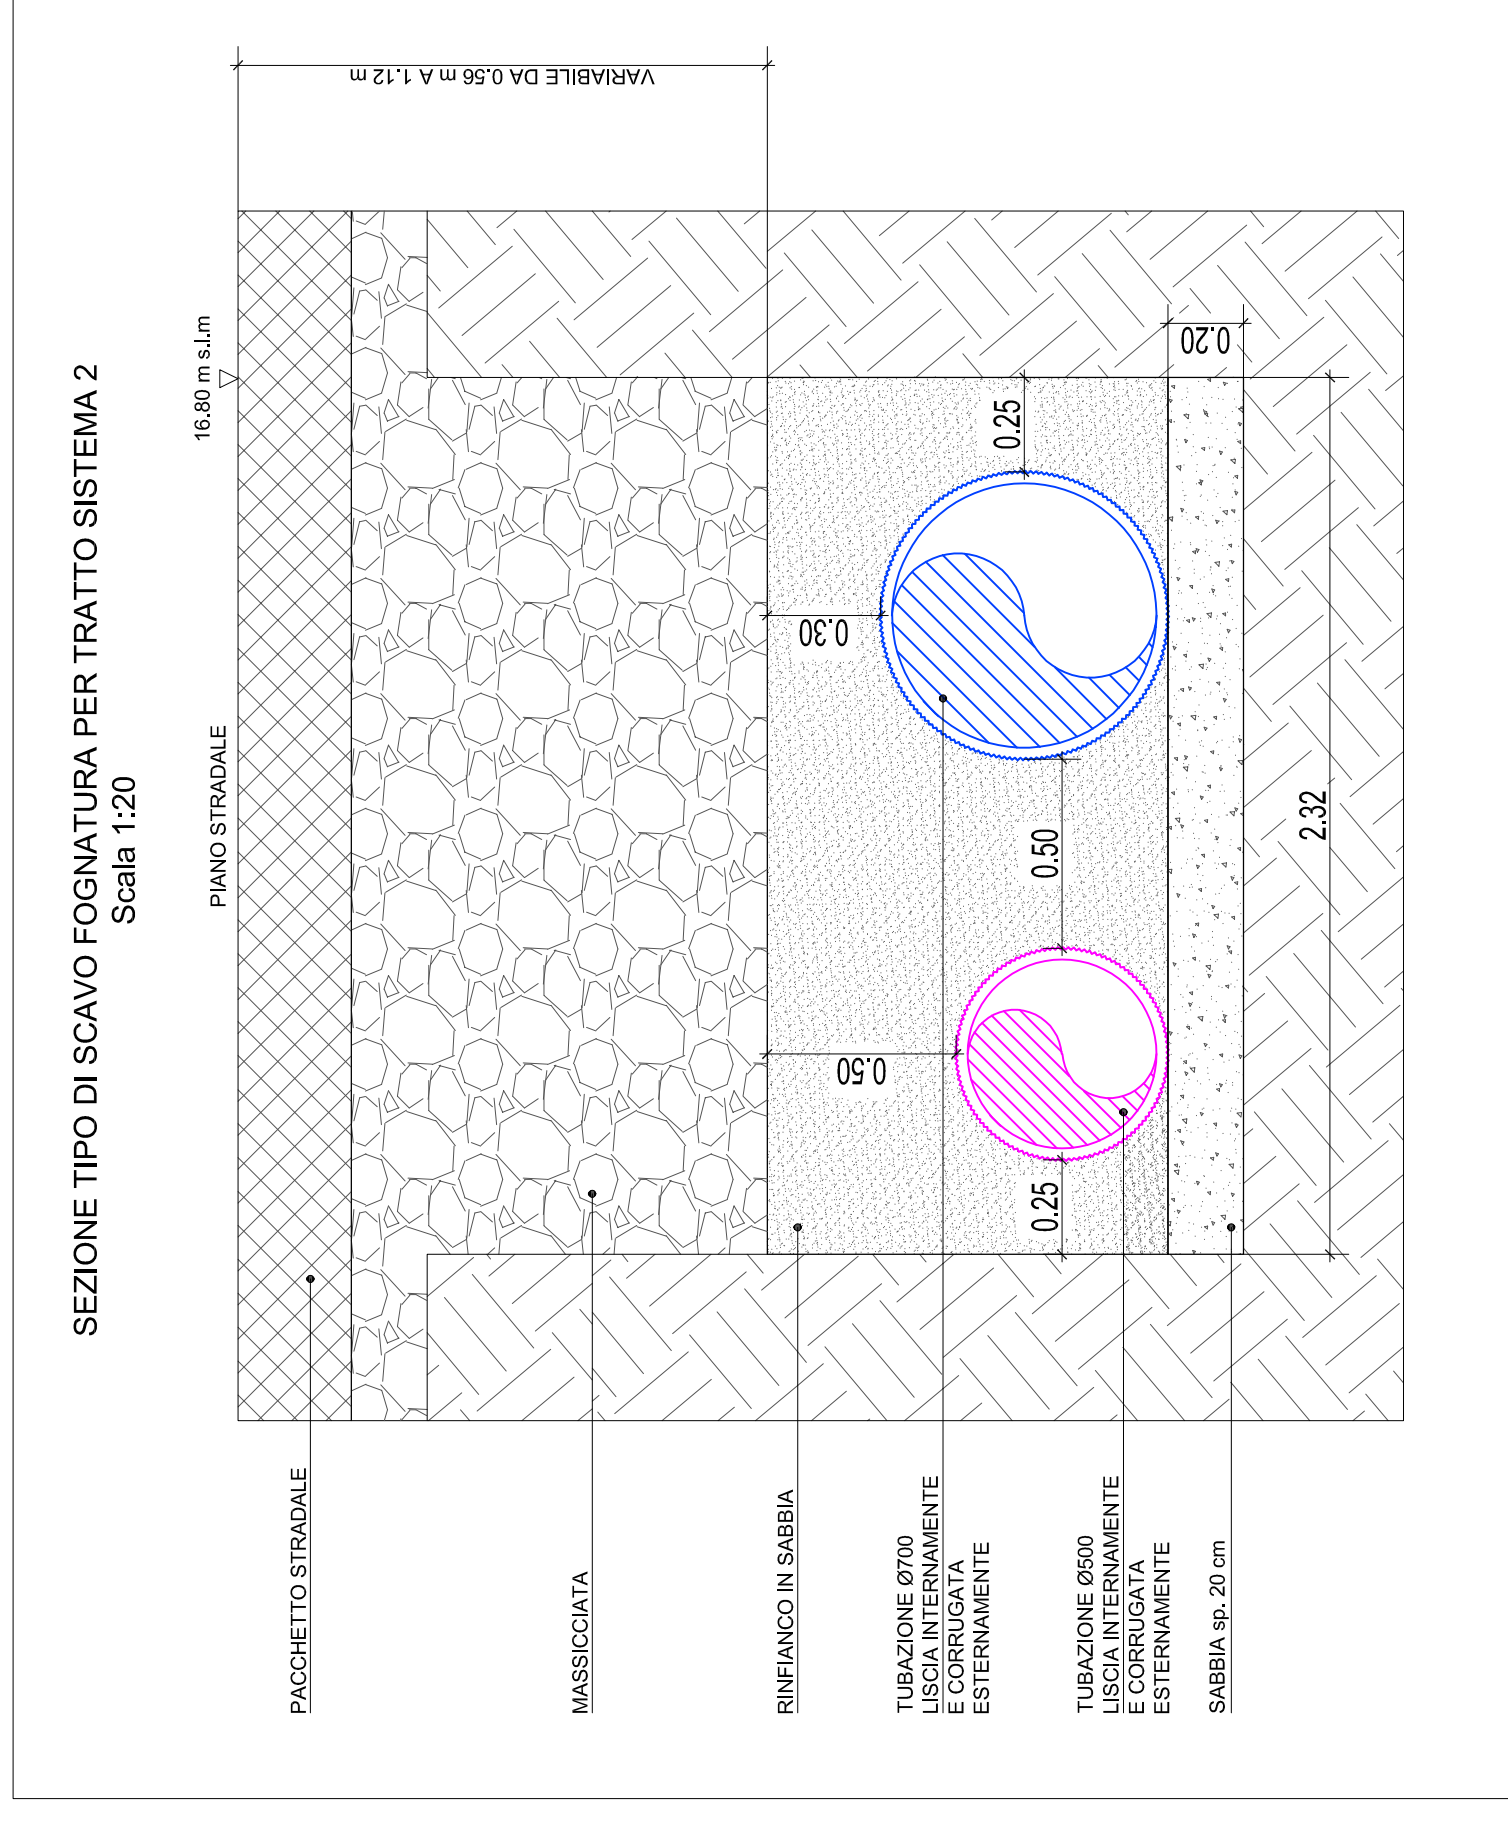 SEZIONE TIPO DI SCAVO FOGNATURA PER TRATTO SISTEMA 2
Scala 1:20
PIANO STRADALE
16.80 m s.l.m
VARIABILE DA 0.56 m A 1.12 m
PACCHETTO STRADALE
MASSICCIATA
RINFIANCO IN SABBIA
TUBAZIONE Ø700
LISCIA INTERNAMENTE
E CORRUGATA
ESTERNAMENTE
TUBAZIONE Ø500
LISCIA INTERNAMENTE
E CORRUGATA
ESTERNAMENTE
SABBIA sp. 20 cm
0.50
0.30
0.25
0.50
0.25
0.20
2.32